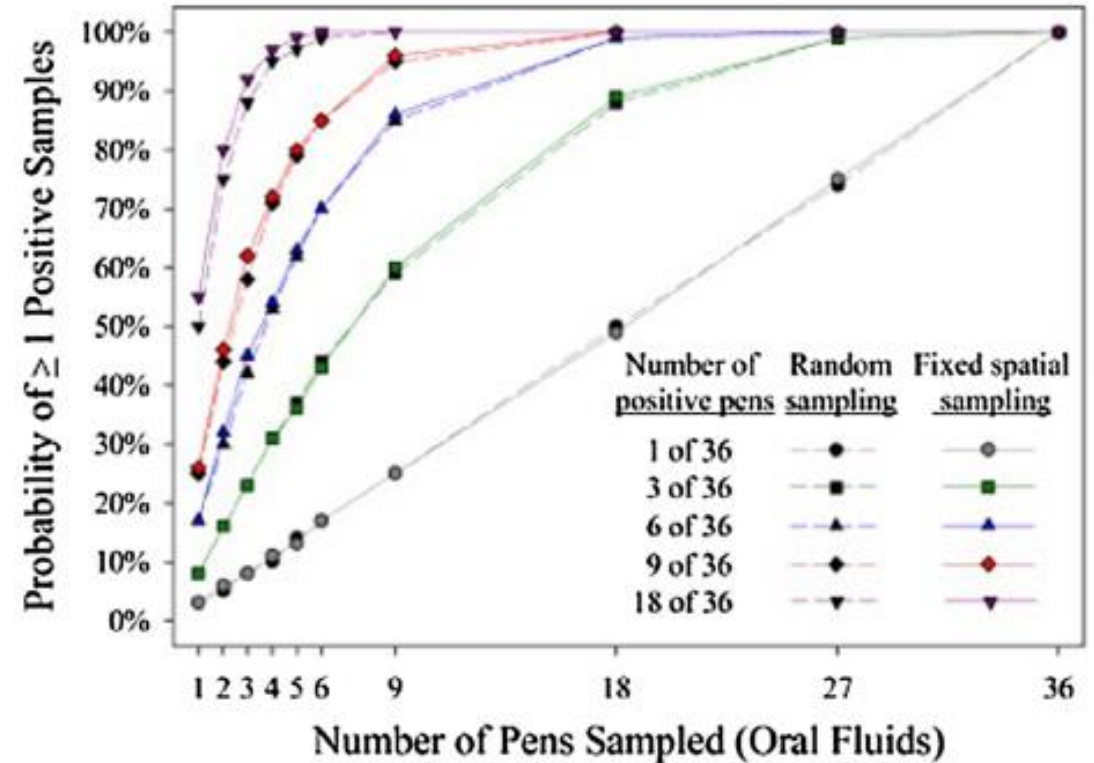 100%
90%
80%
70%
60%
50%
40%
30%
20%
10%
0%
Probability of ≥ 1 Positive Samples
Number of Random Fixed spatial
positive pens sampling sampling
1 of 36
3 of 36
6 of 36
9 of 36
18 of 36
1 2 3 4 5 6 9 18 27 36
Number of Pens Sampled (Oral Fluids)